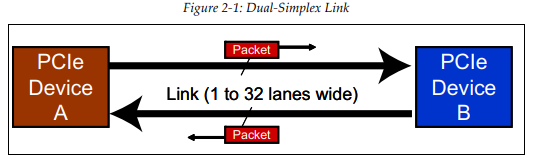 Figure 2-1: Dual-Simplex Link
Packet
PCIe
Device
A
PCIe
Device
B
Link (1 to 32 lanes wide)
Packet